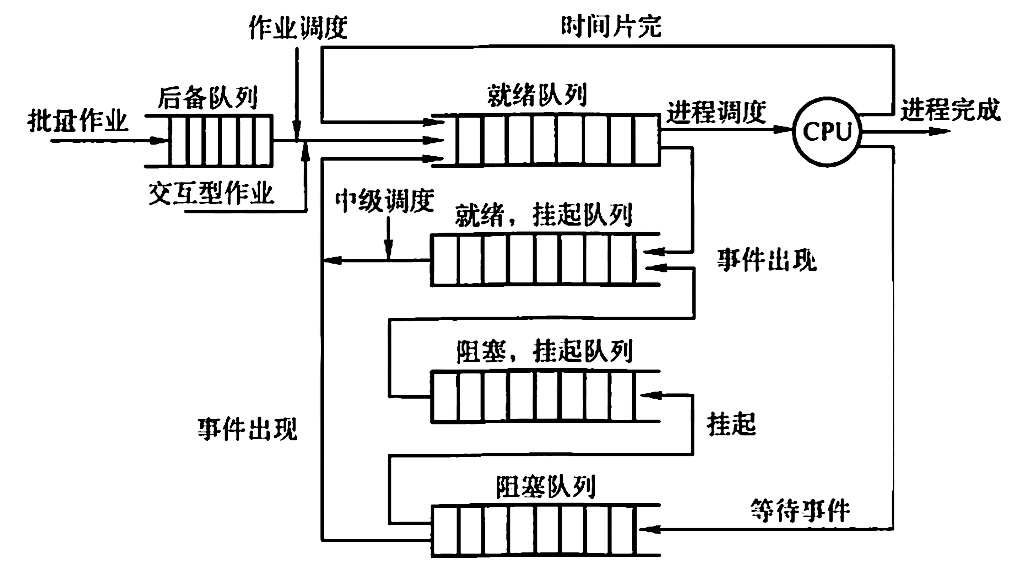 作业调度
时间片完
后备队列
就绪队列
批量作业
进程调度
CPU
进程完成
交互型作业
中级调度
就绪，挂起队列
事件出现
阻塞，挂起队列
事件出现
挂起
阻塞队列
等待事件